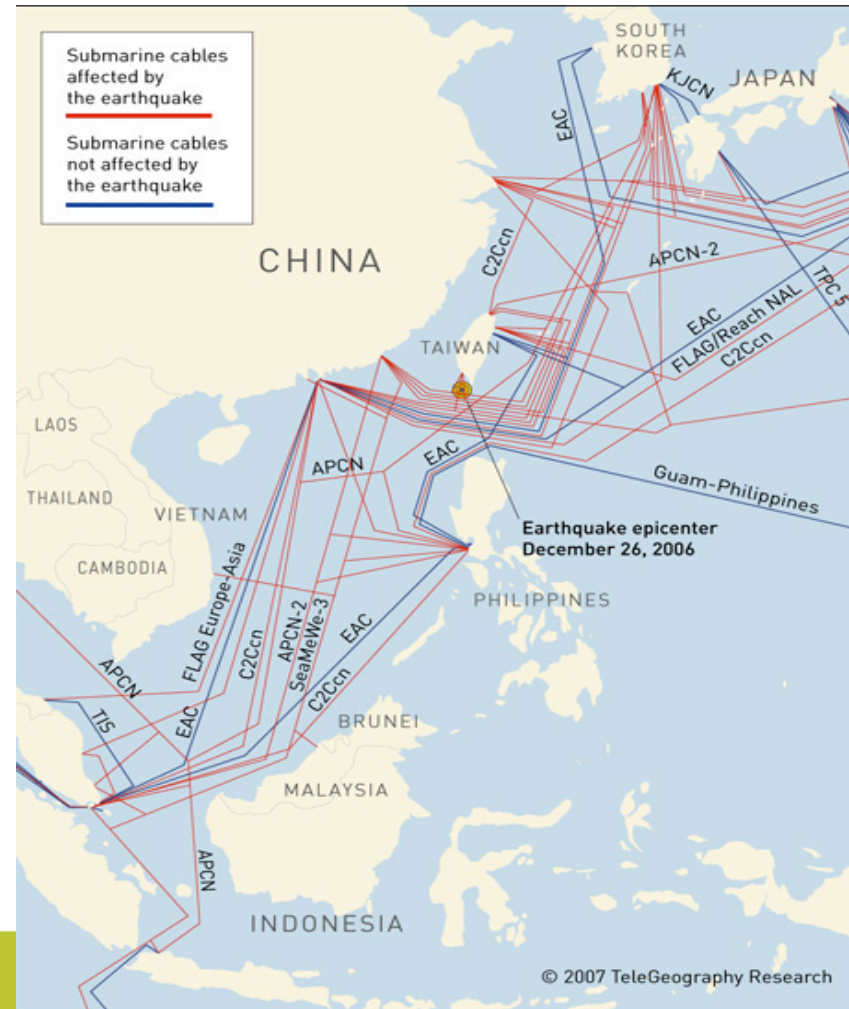 Submarine cables
affected by
the earthquake
Submarine cables
not affected by
the earthquake
SOUTH
KOREA
JAPAN
KJCN
EAC
CHINA
C2Ccn
APCN-2
TPC 5
EAC
FLAG/Reach NAL
C2Ccn
TAIWAN
LAOS
APCN
EAC
Guam-Philippines
THAILAND
VIETNAM
Earthquake epicenter
December 26, 2006
CAMBODIA
PHILIPPINES
FLAG Europe-Asia
C2Ccn
APCN-2
SeaMeWe-3
EAC
C2Ccn
APCN
TIS
EAC
BRUNEI
MALAYSIA
APCN
INDONESIA
© 2007 TeleGeography Research